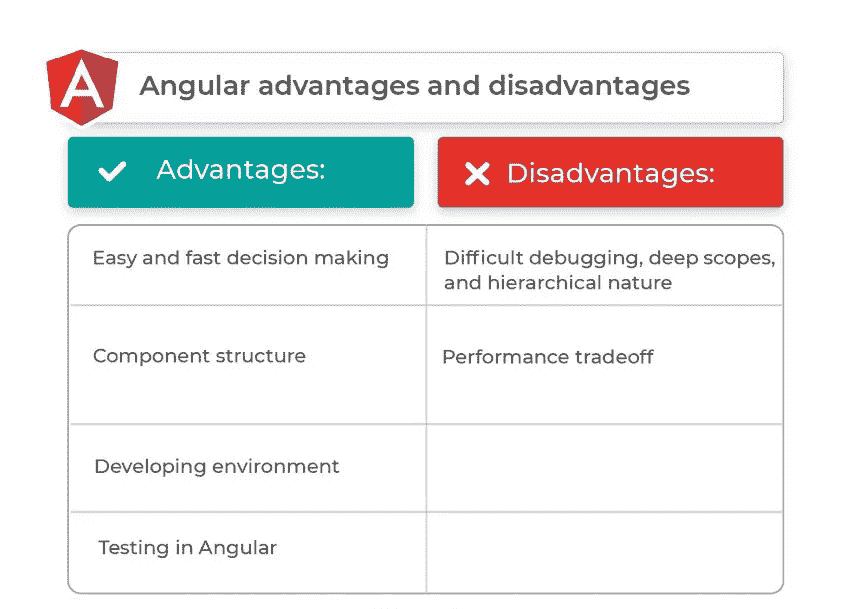 Angular advantages and disadvantages
Advantages:
Disadvantages:
Easy and fast decision making
Difficult debugging, deep scopes,
and hierarchical nature
Component structure
Performance tradeoff
Developing environment
Testing in Angular